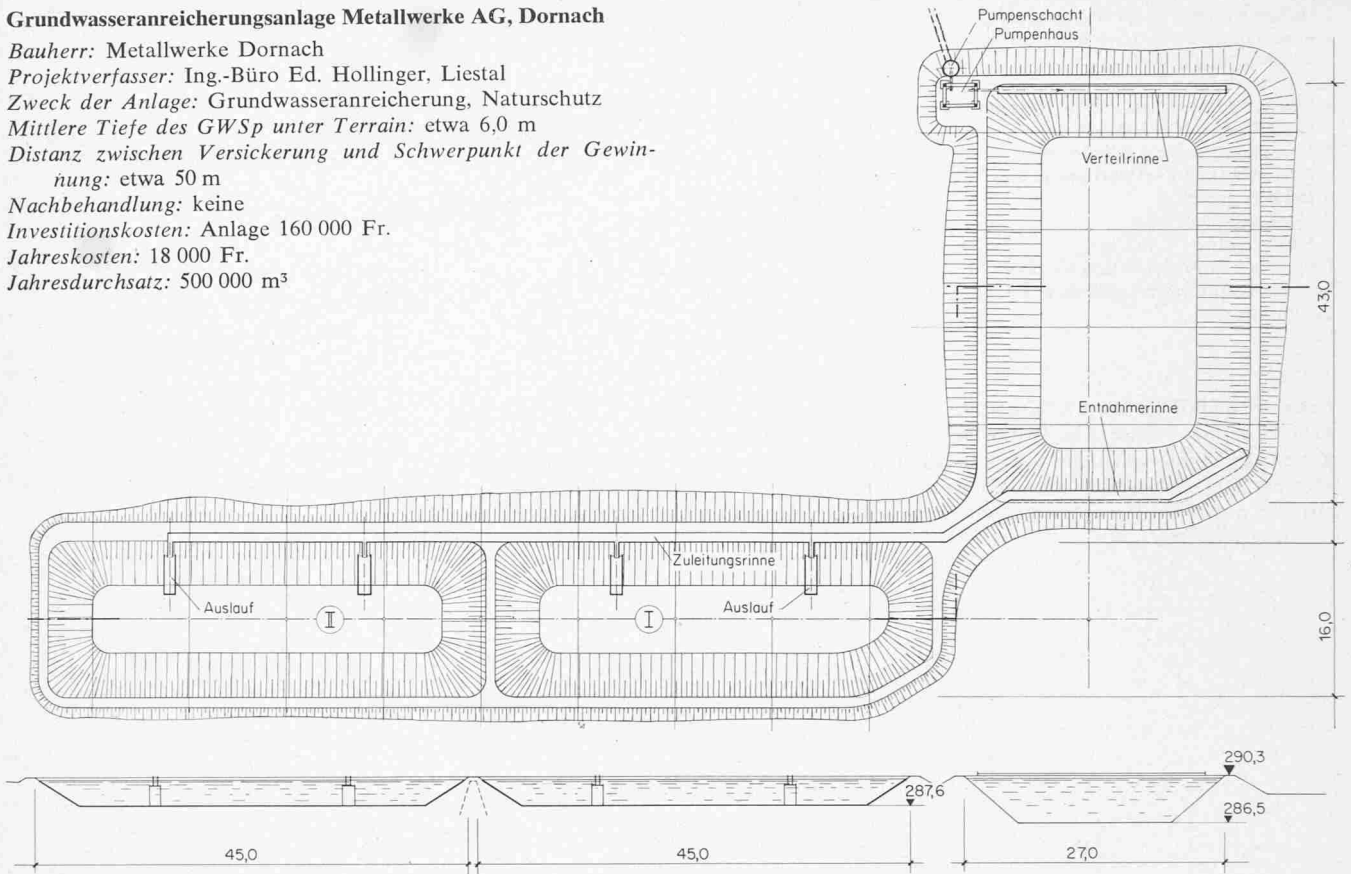 Grundwasseranreicherungsanlage Metallwerke AG, Dornach
Bauherr: Metallwerke Dornach
Projektverfasser: Ing.-Büro Ed. Hollinger, Liestal
Zweck der Anlage: Grundwasseranreicherung, Naturschutz
Mittlere Tiefe des GWSp unter Terrain: etwa 6,0 m
Distanz zwischen Versickerung und Schwerpunkt der Gewin-
nung: etwa 50 m
Nachbehandlung: keine
Investitionskosten: Anlage 160 000 Fr.
Jahreskosten: 18 000 Fr.
Jahresdurchsatz: 500 000 m³
Pumpenschacht
Pumpenhaus
Verteilrinne
43,0
Entnahmerinne
Zuleitungsrinne
Auslauf
II
I
Auslauf
16,0
290,3
287,6
286,5
45,0
45,0
27,0